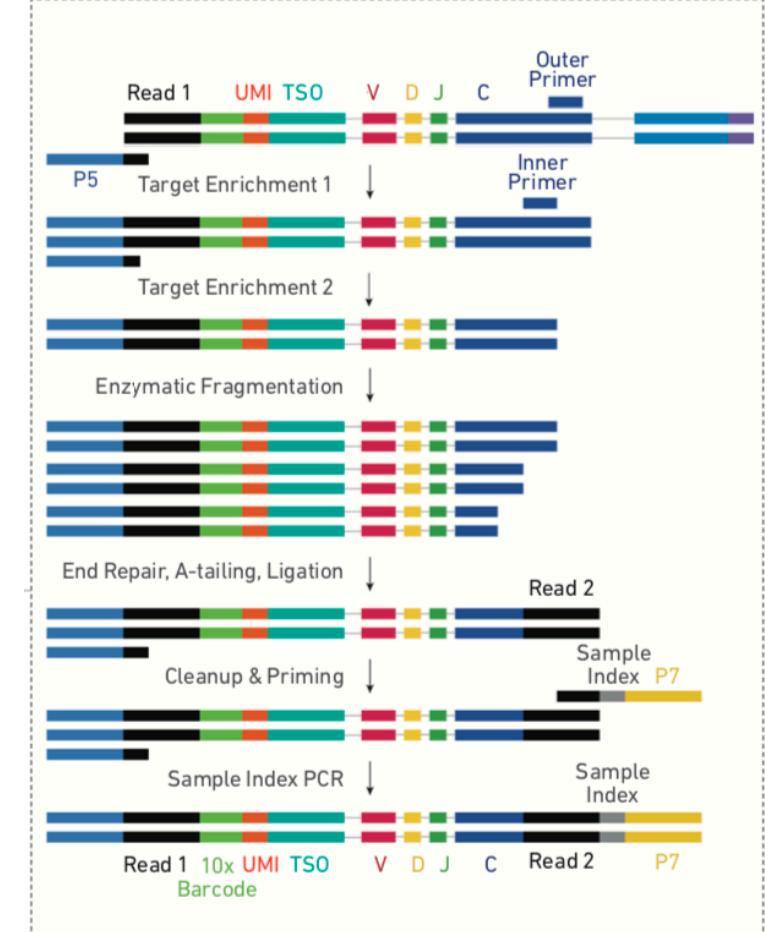 Outer
Primer
Read 1 UMI TSO V D J C
P5
Target Enrichment 1
Inner
Primer
Target Enrichment 2
Enzymatic Fragmentation
End Repair, A-tailing, Ligation
Read 2
Cleanup & Priming
Sample
Index P7
Sample Index PCR
Sample
Index
Read 1 10x UMI TSO V D J C Read 2 P7
Barcode